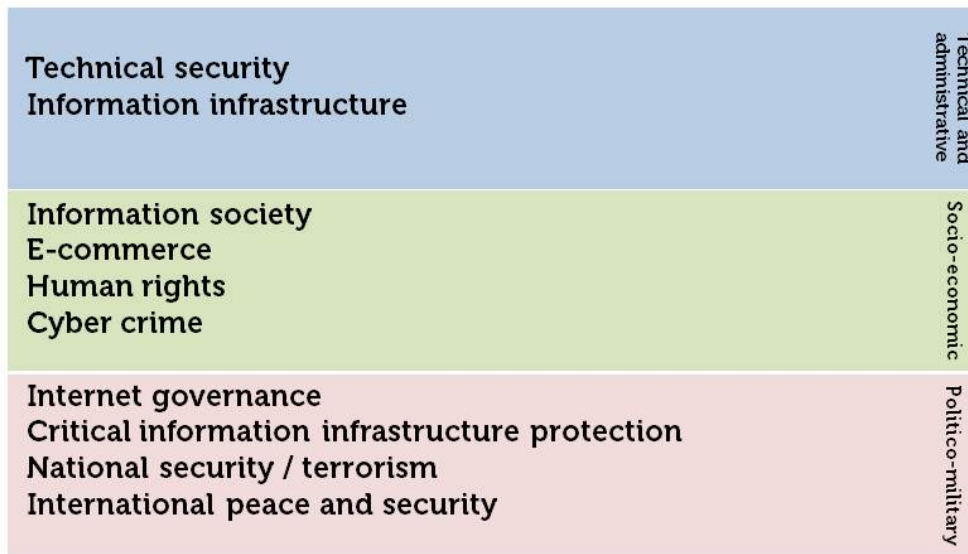 Technical security
Information infrastructure
Technical and
administrative
Information society
E-commerce
Human rights
Cyber crime
Socio-economic
Internet governance
Critical information infrastructure protection
National security / terrorism
International peace and security
Politico-military